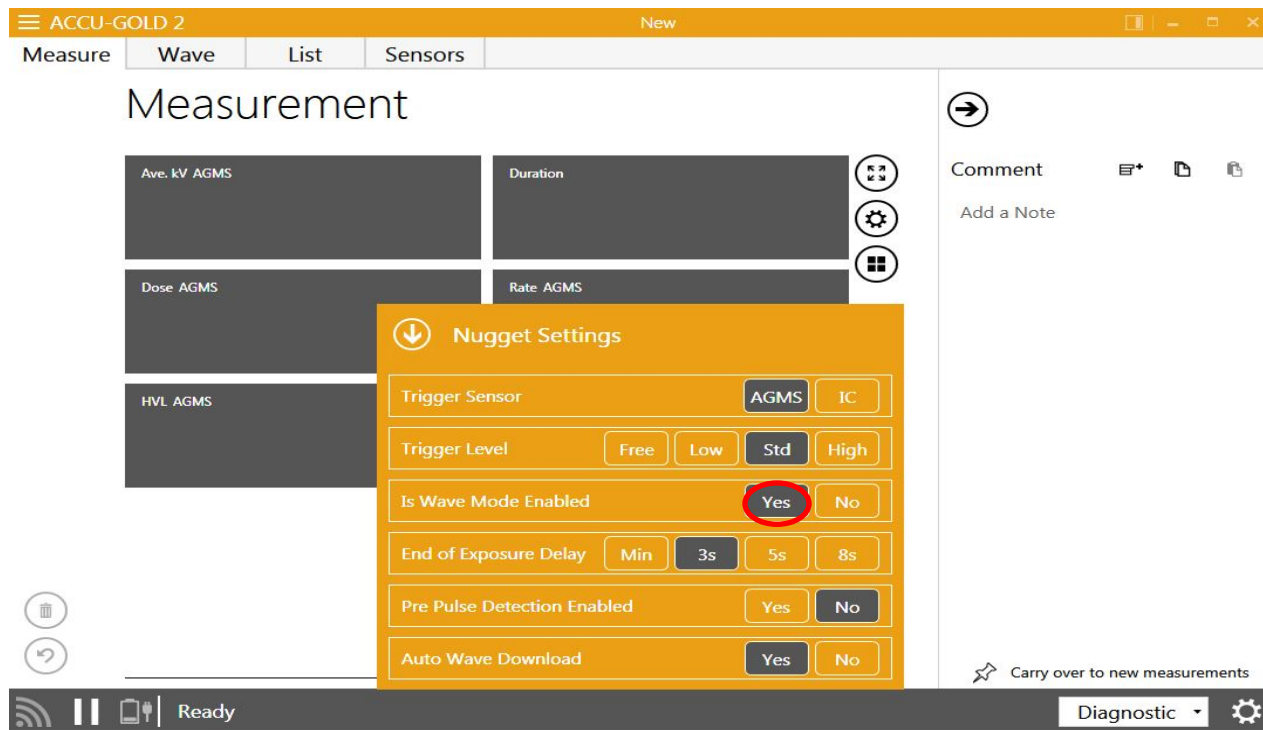 ACCU-GOLD 2
New
Measure Wave List Sensors
Measurement
Ave. kV AGMS
Duration
Dose AGMS
Rate AGMS
HVL AGMS
Nugget Settings
Trigger Sensor AGMS IC
Trigger Level Free Low Std High
Is Wave Mode Enabled Yes No
End of Exposure Delay Min 3s 5s 8s
Pre Pulse Detection Enabled Yes No
Auto Wave Download Yes No
Comment
Add a Note
Carry over to new measurements
Ready
Diagnostic